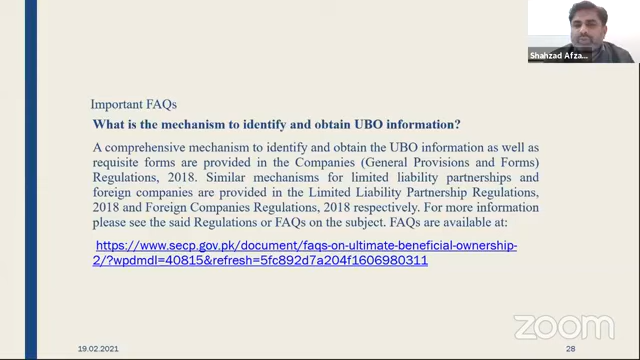 Shahzad Afza...
Important FAQs
What is the mechanism to identify and obtain UBO information?
A comprehensive mechanism to identify and obtain the UBO information as well as
requisite forms are provided in the Companies (General Provisions and Forms)
Regulations, 2018. Similar mechanisms for limited liability partnerships and
foreign companies are provided in the Limited Liability Partnership Regulations,
2018 and Foreign Companies Regulations, 2018 respectively. For more information
please see the said Regulations or FAQs on the subject. FAQs are available at:
https://www.secp.gov.pk/document/faqs-on-ultimate-beneficial-ownership-
2/?wpdmdl=40815&refresh=5fc892d7a204f1606980311
zoom
19.02.2021
28